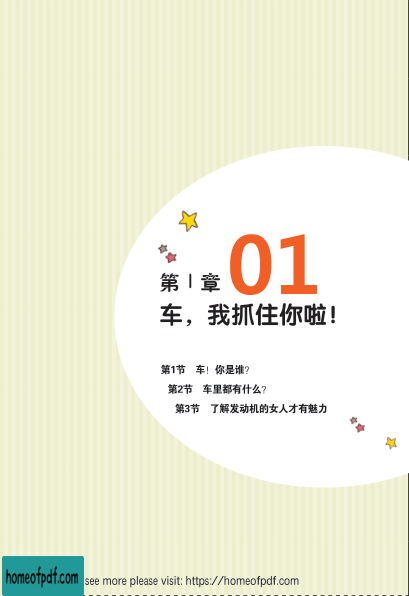 第1章 01
车，我抓住你啦！
第1节 车！你是谁？
第2节 车里都有什么？
第3节 了解发动机的女人才有魅力
homeofpdf.com see more please visit: https://homeofpdf.com